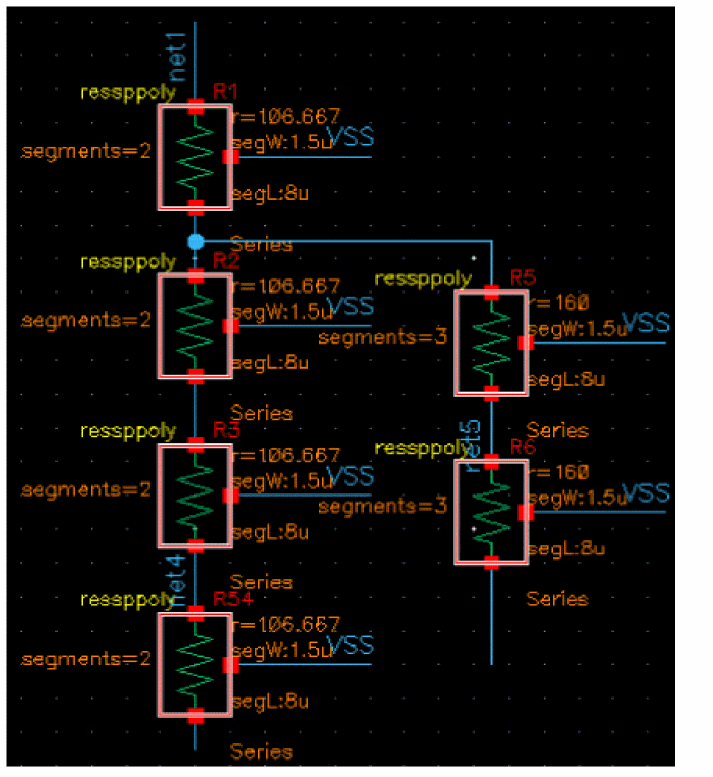 net1
ressppoly R1
r=106.667
segments=2 segW:1.5u VSS
segL:8u
Series
ressppoly R2
r=106.667
segments=2 segW:1.5u VSS
segL:8u
Series
ressppoly R5
r=160
segments=3 segW:1.5u VSS
segL:8u
Series
ressppoly R3
r=106.667
segments=2 segW:1.5u VSS
segL:8u
Series
net5
ressppoly R6
r=160
segments=3 segW:1.5u VSS
segL:8u
Series
net4
ressppoly R54
r=106.667
segments=2 segW:1.5u VSS
segL:8u
Series